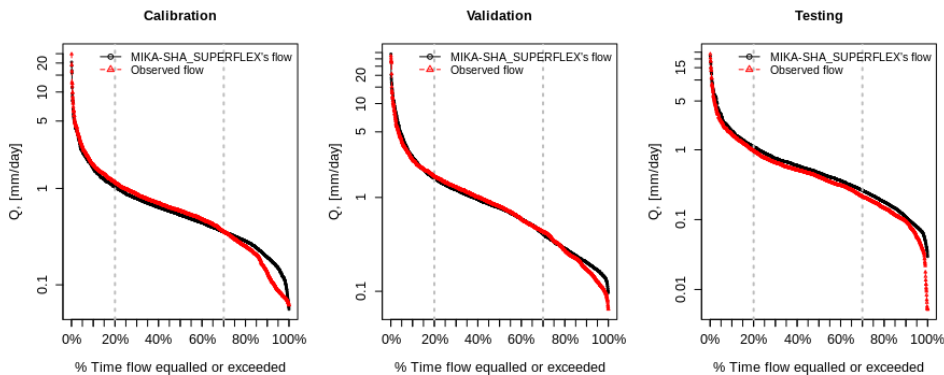 Calibration
Validation
Testing
MIKA-SHA_SUPERFLEX's flow
Observed flow
MIKA-SHA_SUPERFLEX's flow
Observed flow
MIKA-SHA_SUPERFLEX's flow
Observed flow
Q, [mm/day]
20
10
5
1
0.1
Q, [mm/day]
20
10
5
1
0.1
Q, [mm/day]
15
5
1
0.1
0.01
0% 20% 40% 60% 80% 100%
0% 20% 40% 60% 80% 100%
0% 20% 40% 60% 80% 100%
% Time flow equalled or exceeded
% Time flow equalled or exceeded
% Time flow equalled or exceeded